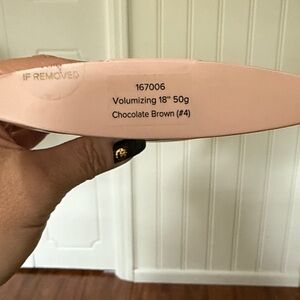 IF REMOVED
167006
Volumizing 18" 50g
Chocolate Brown (#4)